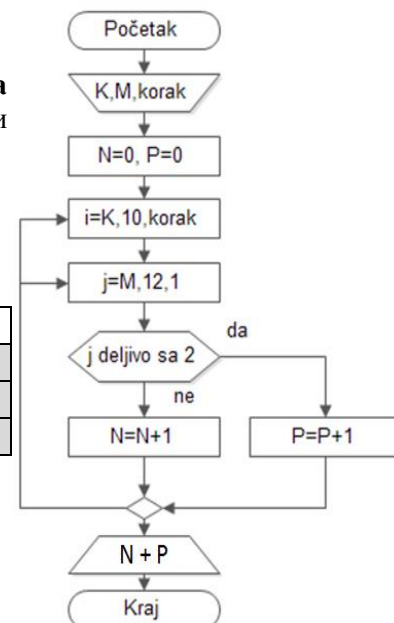 Početak
а
K,M,korak
и
N=0, P=0
i=K,10,korak
j=M,12,1
da
j deljivo sa 2
ne
N=N+1
P=P+1
N + P
Kraj